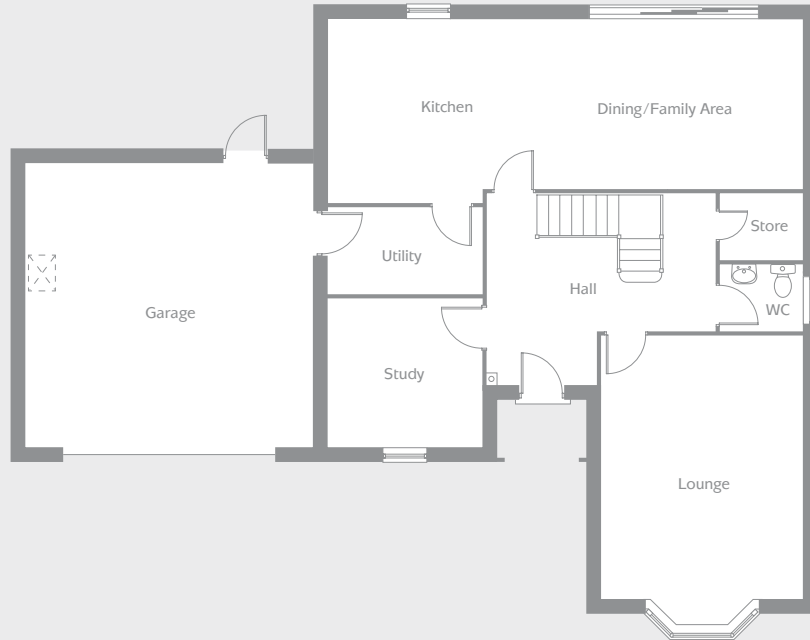 Kitchen
Dining/Family Area
Store
Utility
Hall
WC
Garage
Study
Lounge